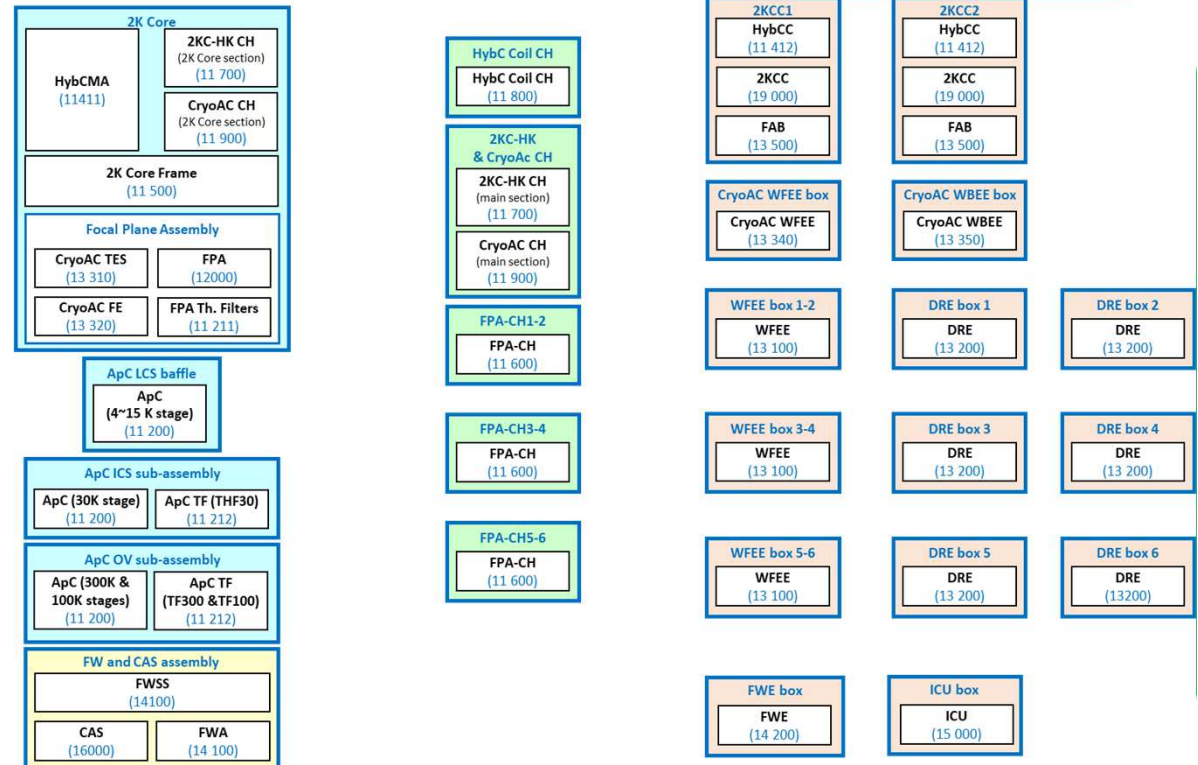 2K Core
HybCMA
(11411)
2KC-HK CH
(2K Core section)
(11 700)
CryoAC CH
(2K Core section)
(11 900)
2K Core Frame
(11 500)
Focal Plane Assembly
CryoAC TES
(13 310)
FPA
(12000)
CryoAC FE
(13 320)
FPA Th. Filters
(11 211)
ApC LCS baffle
ApC
(4~15 K stage)
(11 200)
ApC ICS sub-assembly
ApC (30K stage)
(11 200)
ApC TF (THF30)
(11 212)
ApC OV sub-assembly
ApC (300K &
100K stages)
(11 200)
ApC TF
(TF300 &TF100)
(11 212)
FW and CAS assembly
FWSS
(14100)
CAS
(16000)
FWA
(14 100)
HybC Coil CH
HybC Coil CH
(11 800)
2KC-HK
& CryoAc CH
2KC-HK CH
(main section)
(11 700)
CryoAC CH
(main section)
(11 900)
FPA-CH1-2
FPA-CH
(11 600)
FPA-CH3-4
FPA-CH
(11 600)
FPA-CH5-6
FPA-CH
(11 600)
2KCC1
HybCC
(11 412)
2KCC
(19 000)
FAB
(13 500)
2KCC2
HybCC
(11 412)
2KCC
(19 000)
FAB
(13 500)
CryoAC WFEE box
CryoAC WFEE
(13 340)
CryoAC WBEE box
CryoAC WBEE
(13 350)
WFEE box 1-2
WFEE
(13 100)
DRE box 1
DRE
(13 200)
DRE box 2
DRE
(13 200)
WFEE box 3-4
WFEE
(13 100)
DRE box 3
DRE
(13 200)
DRE box 4
DRE
(13 200)
WFEE box 5-6
WFEE
(13 100)
DRE box 5
DRE
(13 200)
DRE box 6
DRE
(13200)
FWE box
FWE
(14 200)
ICU box
ICU
(15 000)